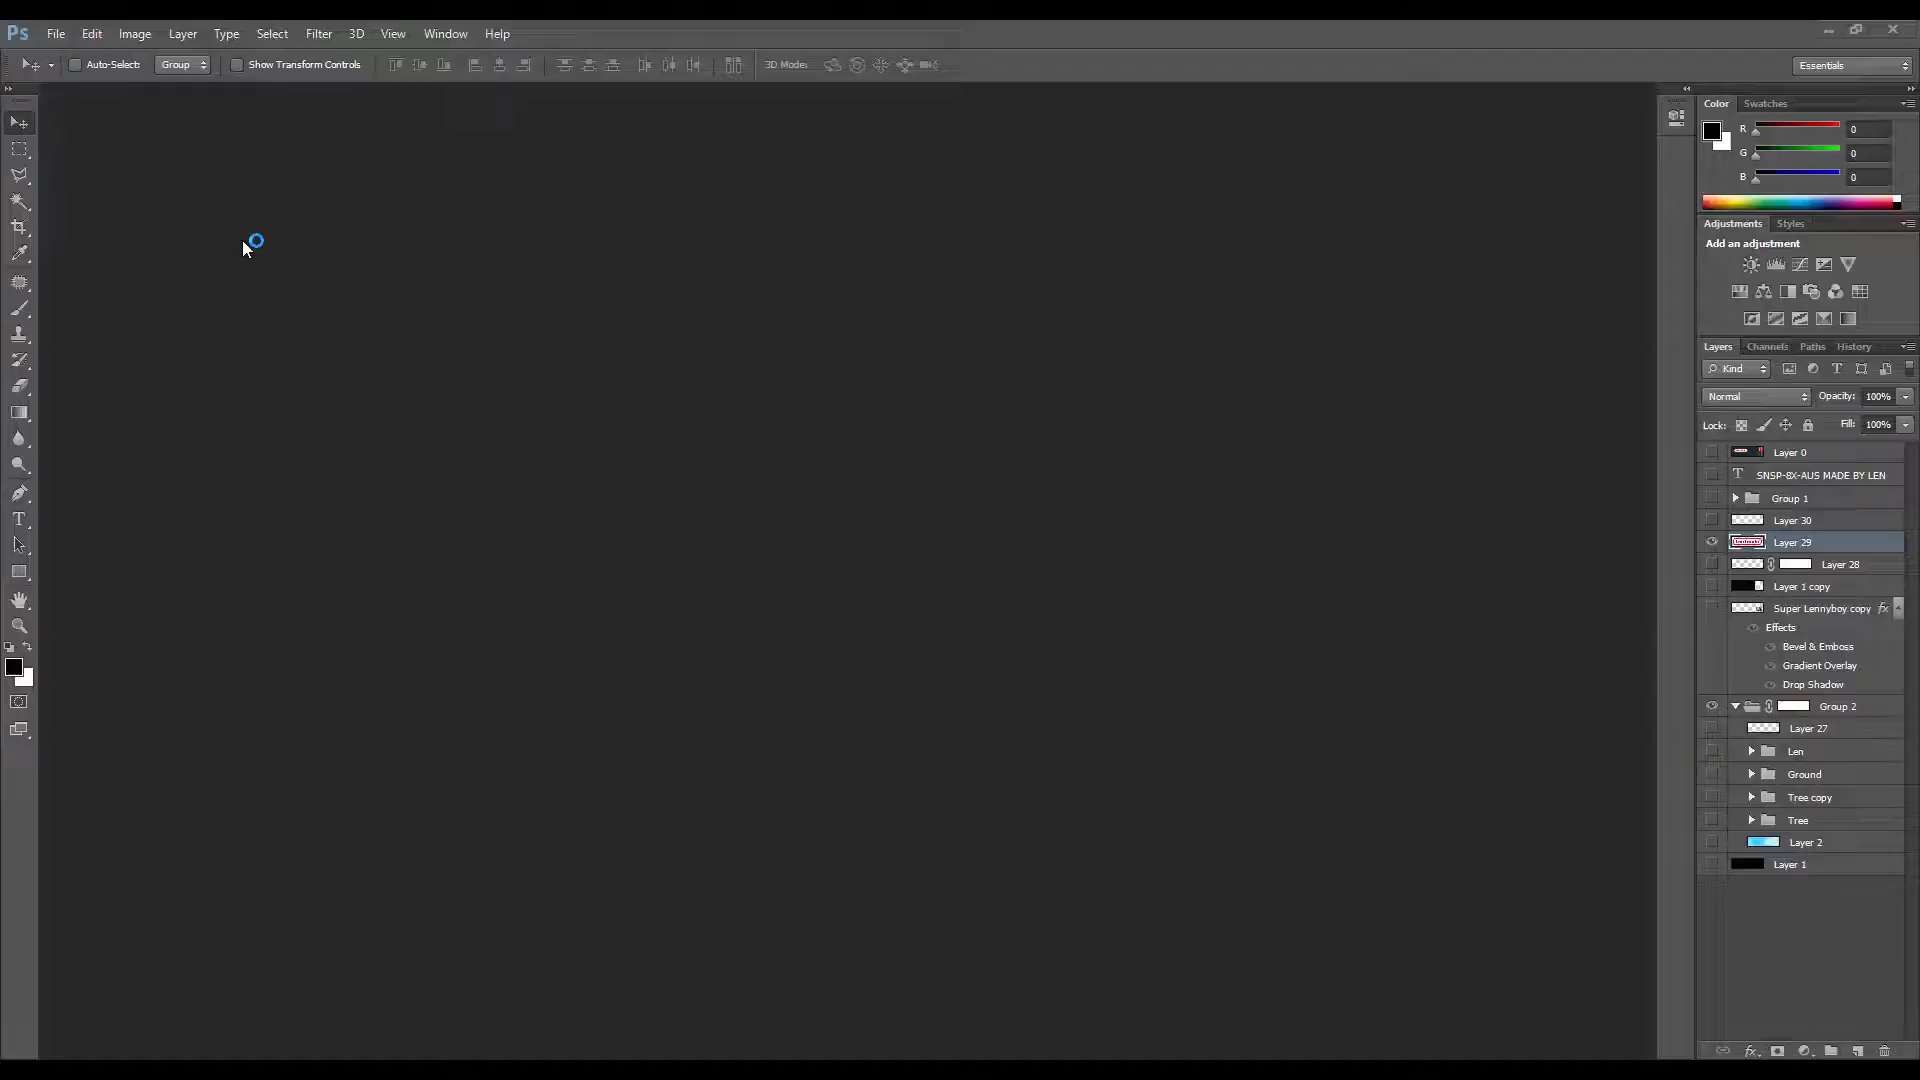 Ps File Edit Image Layer Type Select Filter 3D View Window Help
Auto-Select: Group Show Transform Controls 3D Mode: Essentials
Color Swatches
R 0
G 0
B 0
Adjustments Styles
Add an adjustment
Layers Channels Paths History
Kind
Normal Opacity: 100%
Lock: Fill: 100%
Layer 0
T SNSP-8X-AUS MADE BY LEN
Group 1
Layer 30
Layer 29
Layer 28
Layer 1 copy
Super Lennyboy copy fx
Effects
Bevel & Emboss
Gradient Overlay
Drop Shadow
Group 2
Layer 27
Len
Ground
Tree copy
Tree
Layer 2
Layer 1
fx